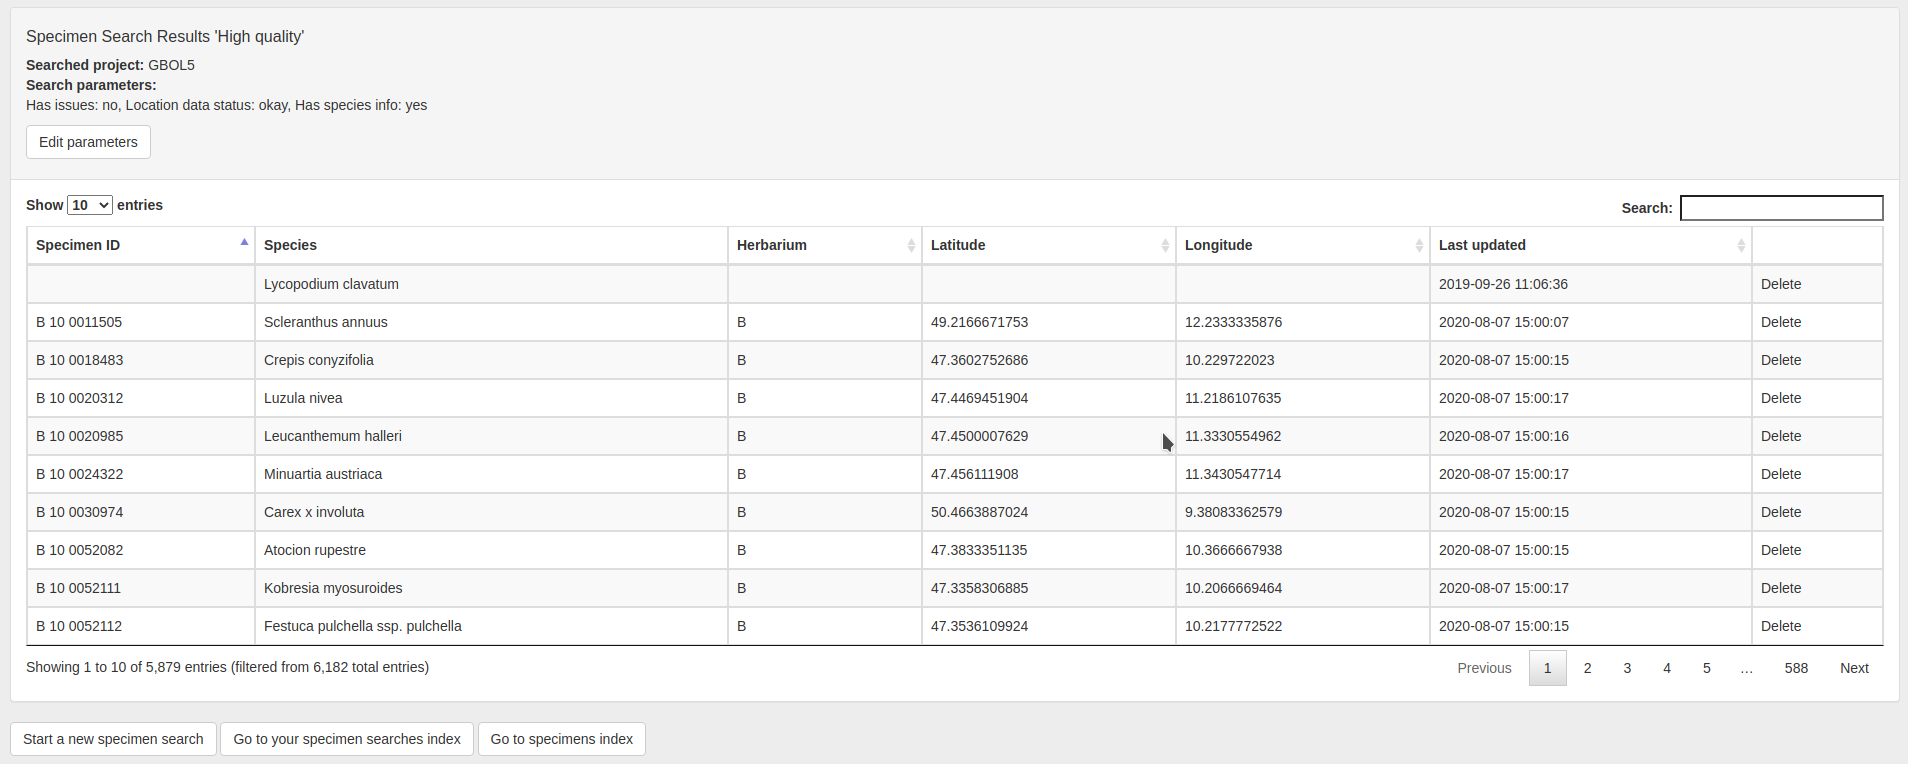 Specimen Search Results 'High quality'
Searched project: GBOL5
Search parameters:
Has issues: no, Location data status: okay, Has species info: yes
Edit parameters
Show 10 entries
Search:
Specimen ID Species Herbarium Latitude Longitude Last updated
Lycopodium clavatum 2019-09-26 11:06:36 Delete
B 10 0011505 Scleranthus annuus B 49.2166671753 12.2333335876 2020-08-07 15:00:07 Delete
B 10 0018483 Crepis conyzifolia B 47.3602752686 10.229722023 2020-08-07 15:00:15 Delete
B 10 0020312 Luzula nivea B 47.4469451904 11.2186107635 2020-08-07 15:00:17 Delete
B 10 0020985 Leucanthemum halleri B 47.4500007629 11.3330554962 2020-08-07 15:00:16 Delete
B 10 0024322 Minuartia austriaca B 47.456111908 11.3430547714 2020-08-07 15:00:17 Delete
B 10 0030974 Carex x involuta B 50.4663887024 9.38083362579 2020-08-07 15:00:15 Delete
B 10 0052082 Atocion rupestre B 47.3833351135 10.3666667938 2020-08-07 15:00:15 Delete
B 10 0052111 Kobresia myosuroides B 47.3358306885 10.2066669464 2020-08-07 15:00:17 Delete
B 10 0052112 Festuca pulchella ssp. pulchella B 47.3536109924 10.2177772522 2020-08-07 15:00:15 Delete
Showing 1 to 10 of 5,879 entries (filtered from 6,182 total entries)
Previous 1 2 3 4 5 … 588 Next
Start a new specimen search Go to your specimen searches index Go to specimens index